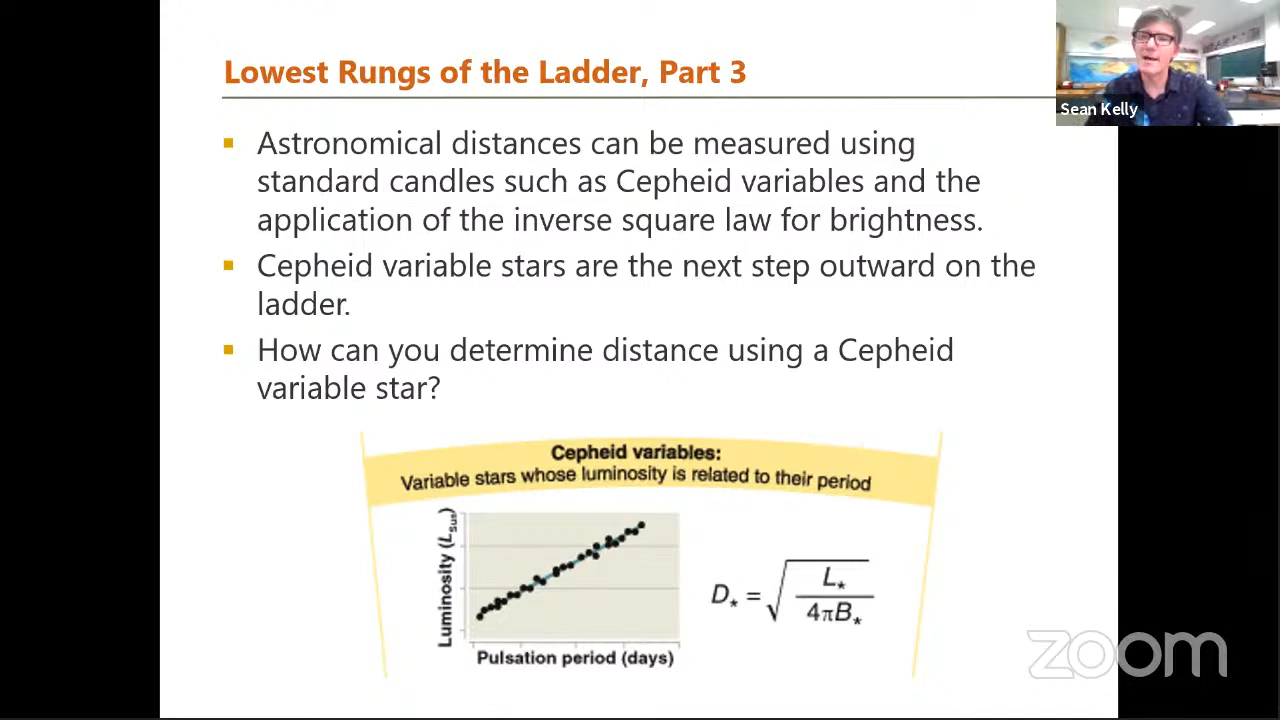 Lowest Rungs of the Ladder, Part 3
Sean Kelly
▪ Astronomical distances can be measured using
standard candles such as Cepheid variables and the
application of the inverse square law for brightness.
▪ Cepheid variable stars are the next step outward on the
ladder.
▪ How can you determine distance using a Cepheid
variable star?
Cepheid variables:
Variable stars whose luminosity is related to their period
Luminosity (L_Sun)
Pulsation period (days)
D⋆ = √(L⋆ / 4πB⋆)
zoom